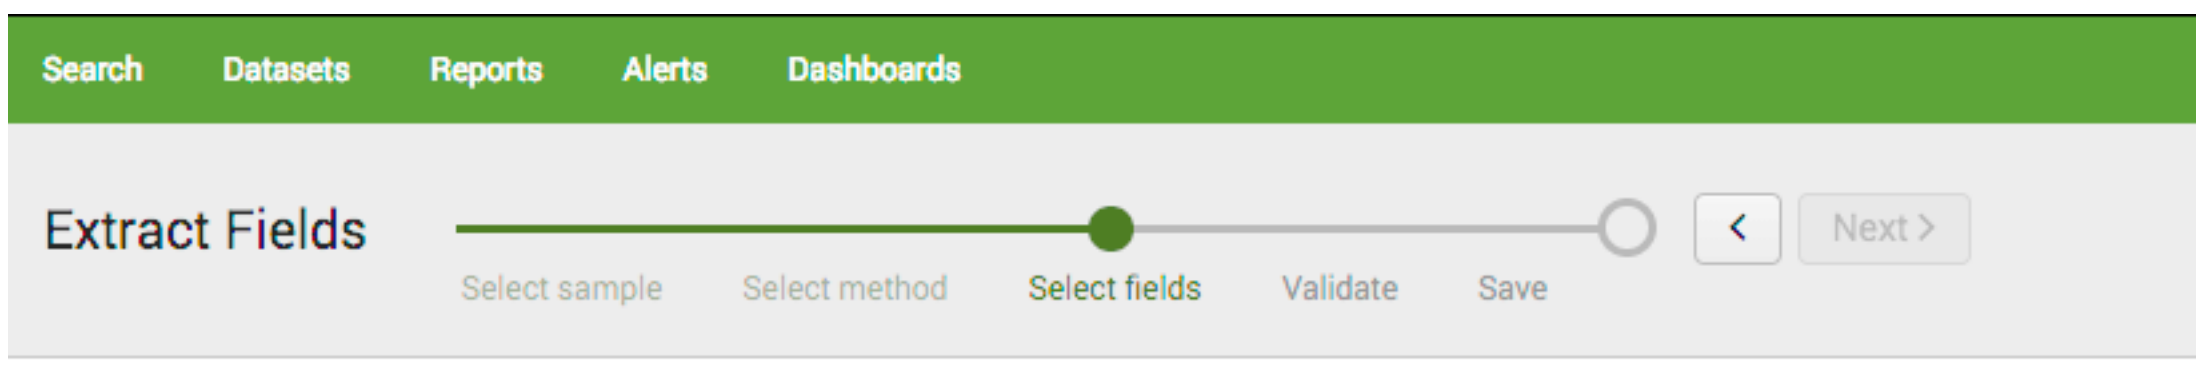 Search Datasets Reports Alerts Dashboards
Extract Fields
< Next >
Select sample Select method Select fields Validate Save